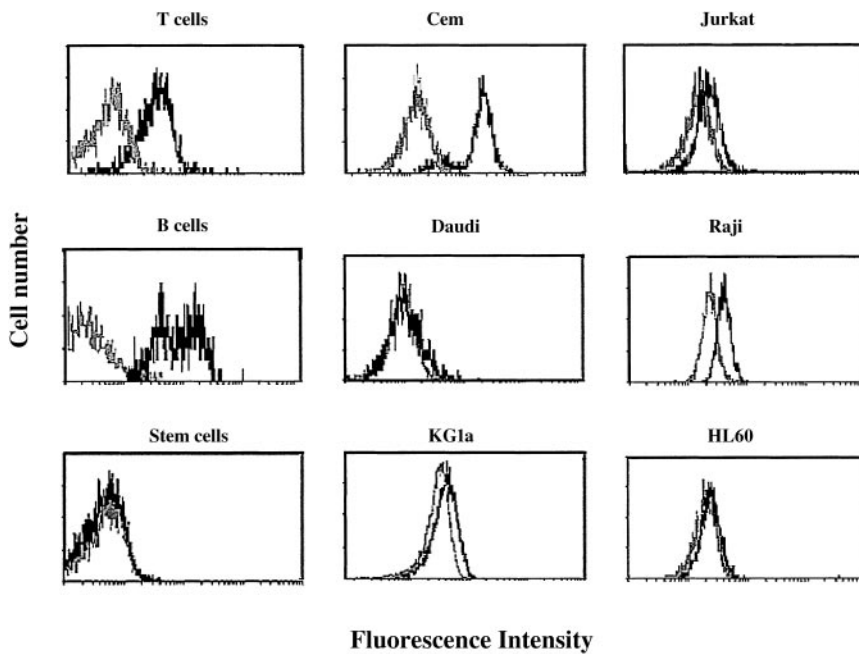 T cells
Cem
Jurkat
B cells
Daudi
Raji
Stem cells
KG1a
HL60
Cell number
Fluorescence Intensity